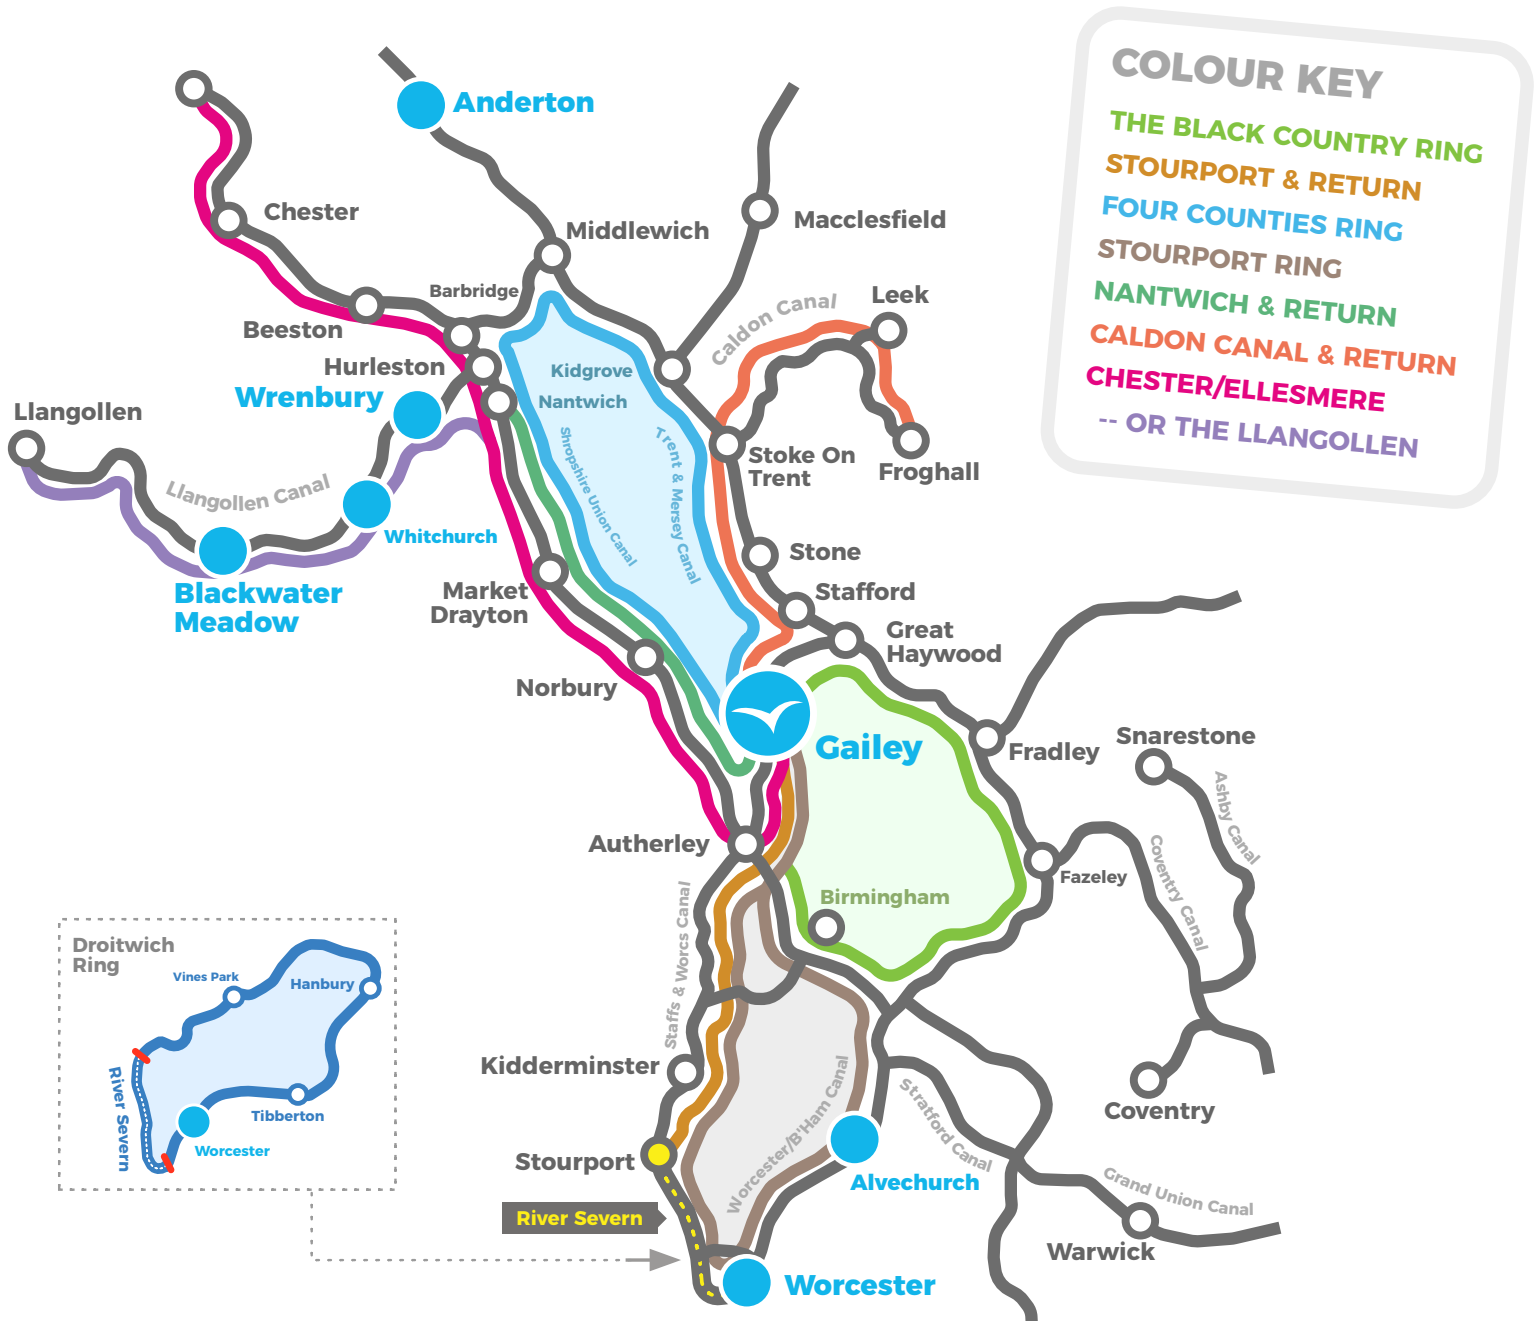 COLOUR KEY
THE BLACK COUNTRY RING
STOURPORT & RETURN
FOUR COUNTIES RING
STOURPORT RING
NANTWICH & RETURN
CALDON CANAL & RETURN
CHESTER/ELLESMERE
-- OR THE LLANGOLLEN
Anderton
Chester
Middlewich
Macclesfield
Barbridge
Beeston
Caldon Canal
Leek
Hurleston
Kidgrove
Wrenbury
Nantwich
Llangollen
Shropshire Union Canal
Trent & Mersey Canal
Stoke On
Trent
Froghall
Llangollen Canal
Whitchurch
Stone
Blackwater
Meadow
Market
Drayton
Stafford
Great
Haywood
Norbury
Gailey
Fradley
Snarestone
Ashby Canal
Autherley
Coventry Canal
Fazeley
Birmingham
Staffs & Worcs Canal
Droitwich
Ring
Vines Park
Hanbury
River Severn
Tibberton
Worcester
Kidderminster
Worcester/B'Ham Canal
Stratford Canal
Coventry
Stourport
Alvechurch
Grand Union Canal
River Severn
Warwick
Worcester